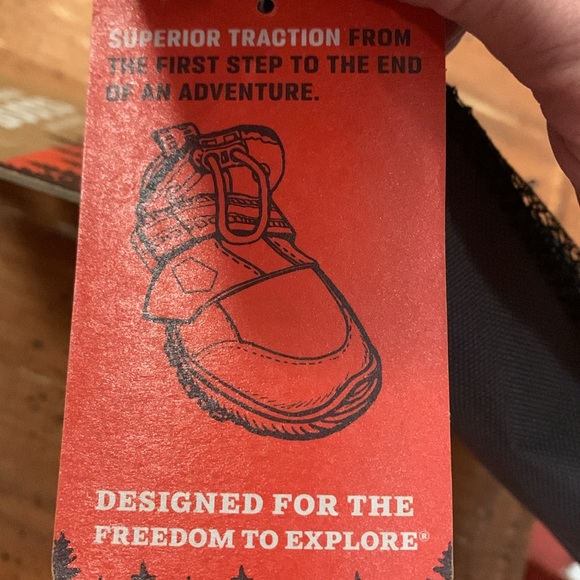 SUPERIOR TRACTION FROM
THE FIRST STEP TO THE END
OF AN ADVENTURE.
DESIGNED FOR THE
FREEDOM TO EXPLORE®